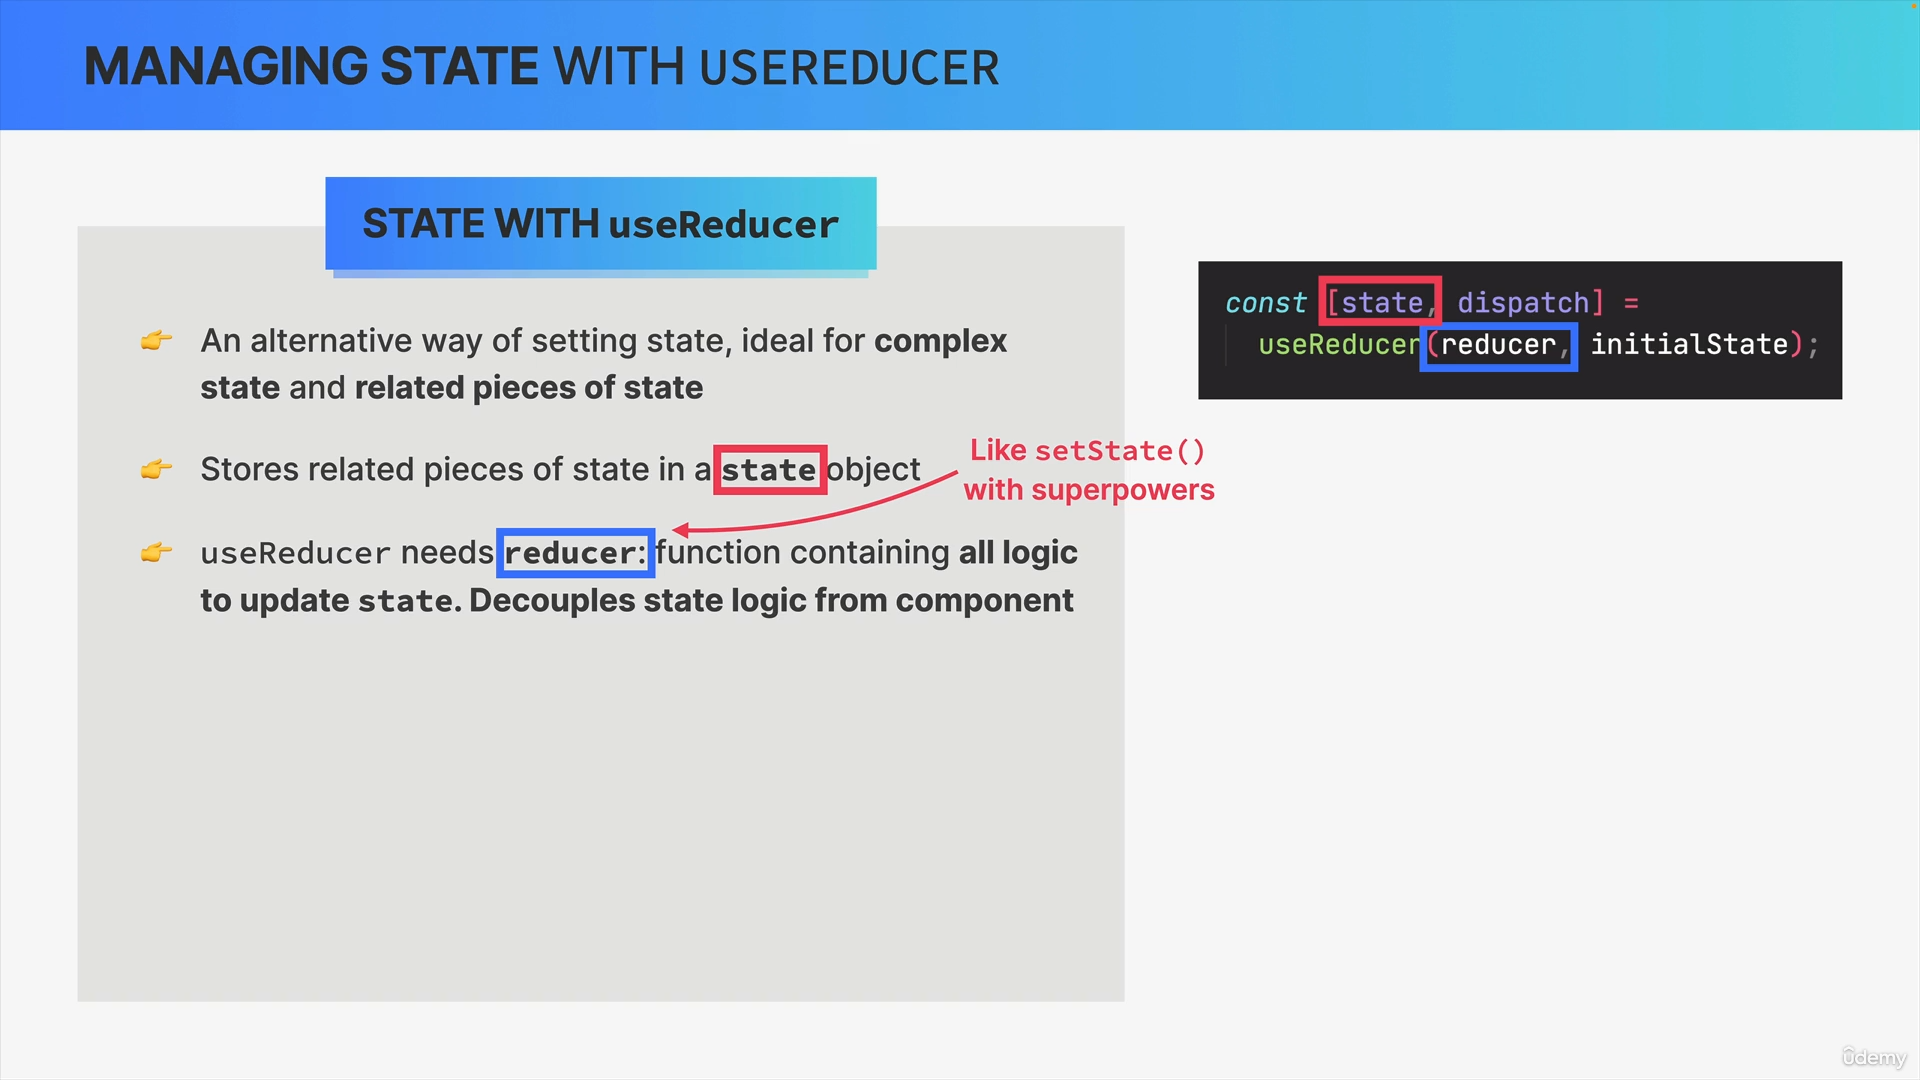 MANAGING STATE WITH USEREDUCER
STATE WITH useReducer
👉 An alternative way of setting state, ideal for complex
state and related pieces of state
👉 Stores related pieces of state in a state object
👉 useReducer needs reducer: function containing all logic
to update state. Decouples state logic from component
Like setState()
with superpowers
const [state, dispatch] =
useReducer(reducer, initialState);
ûdemy